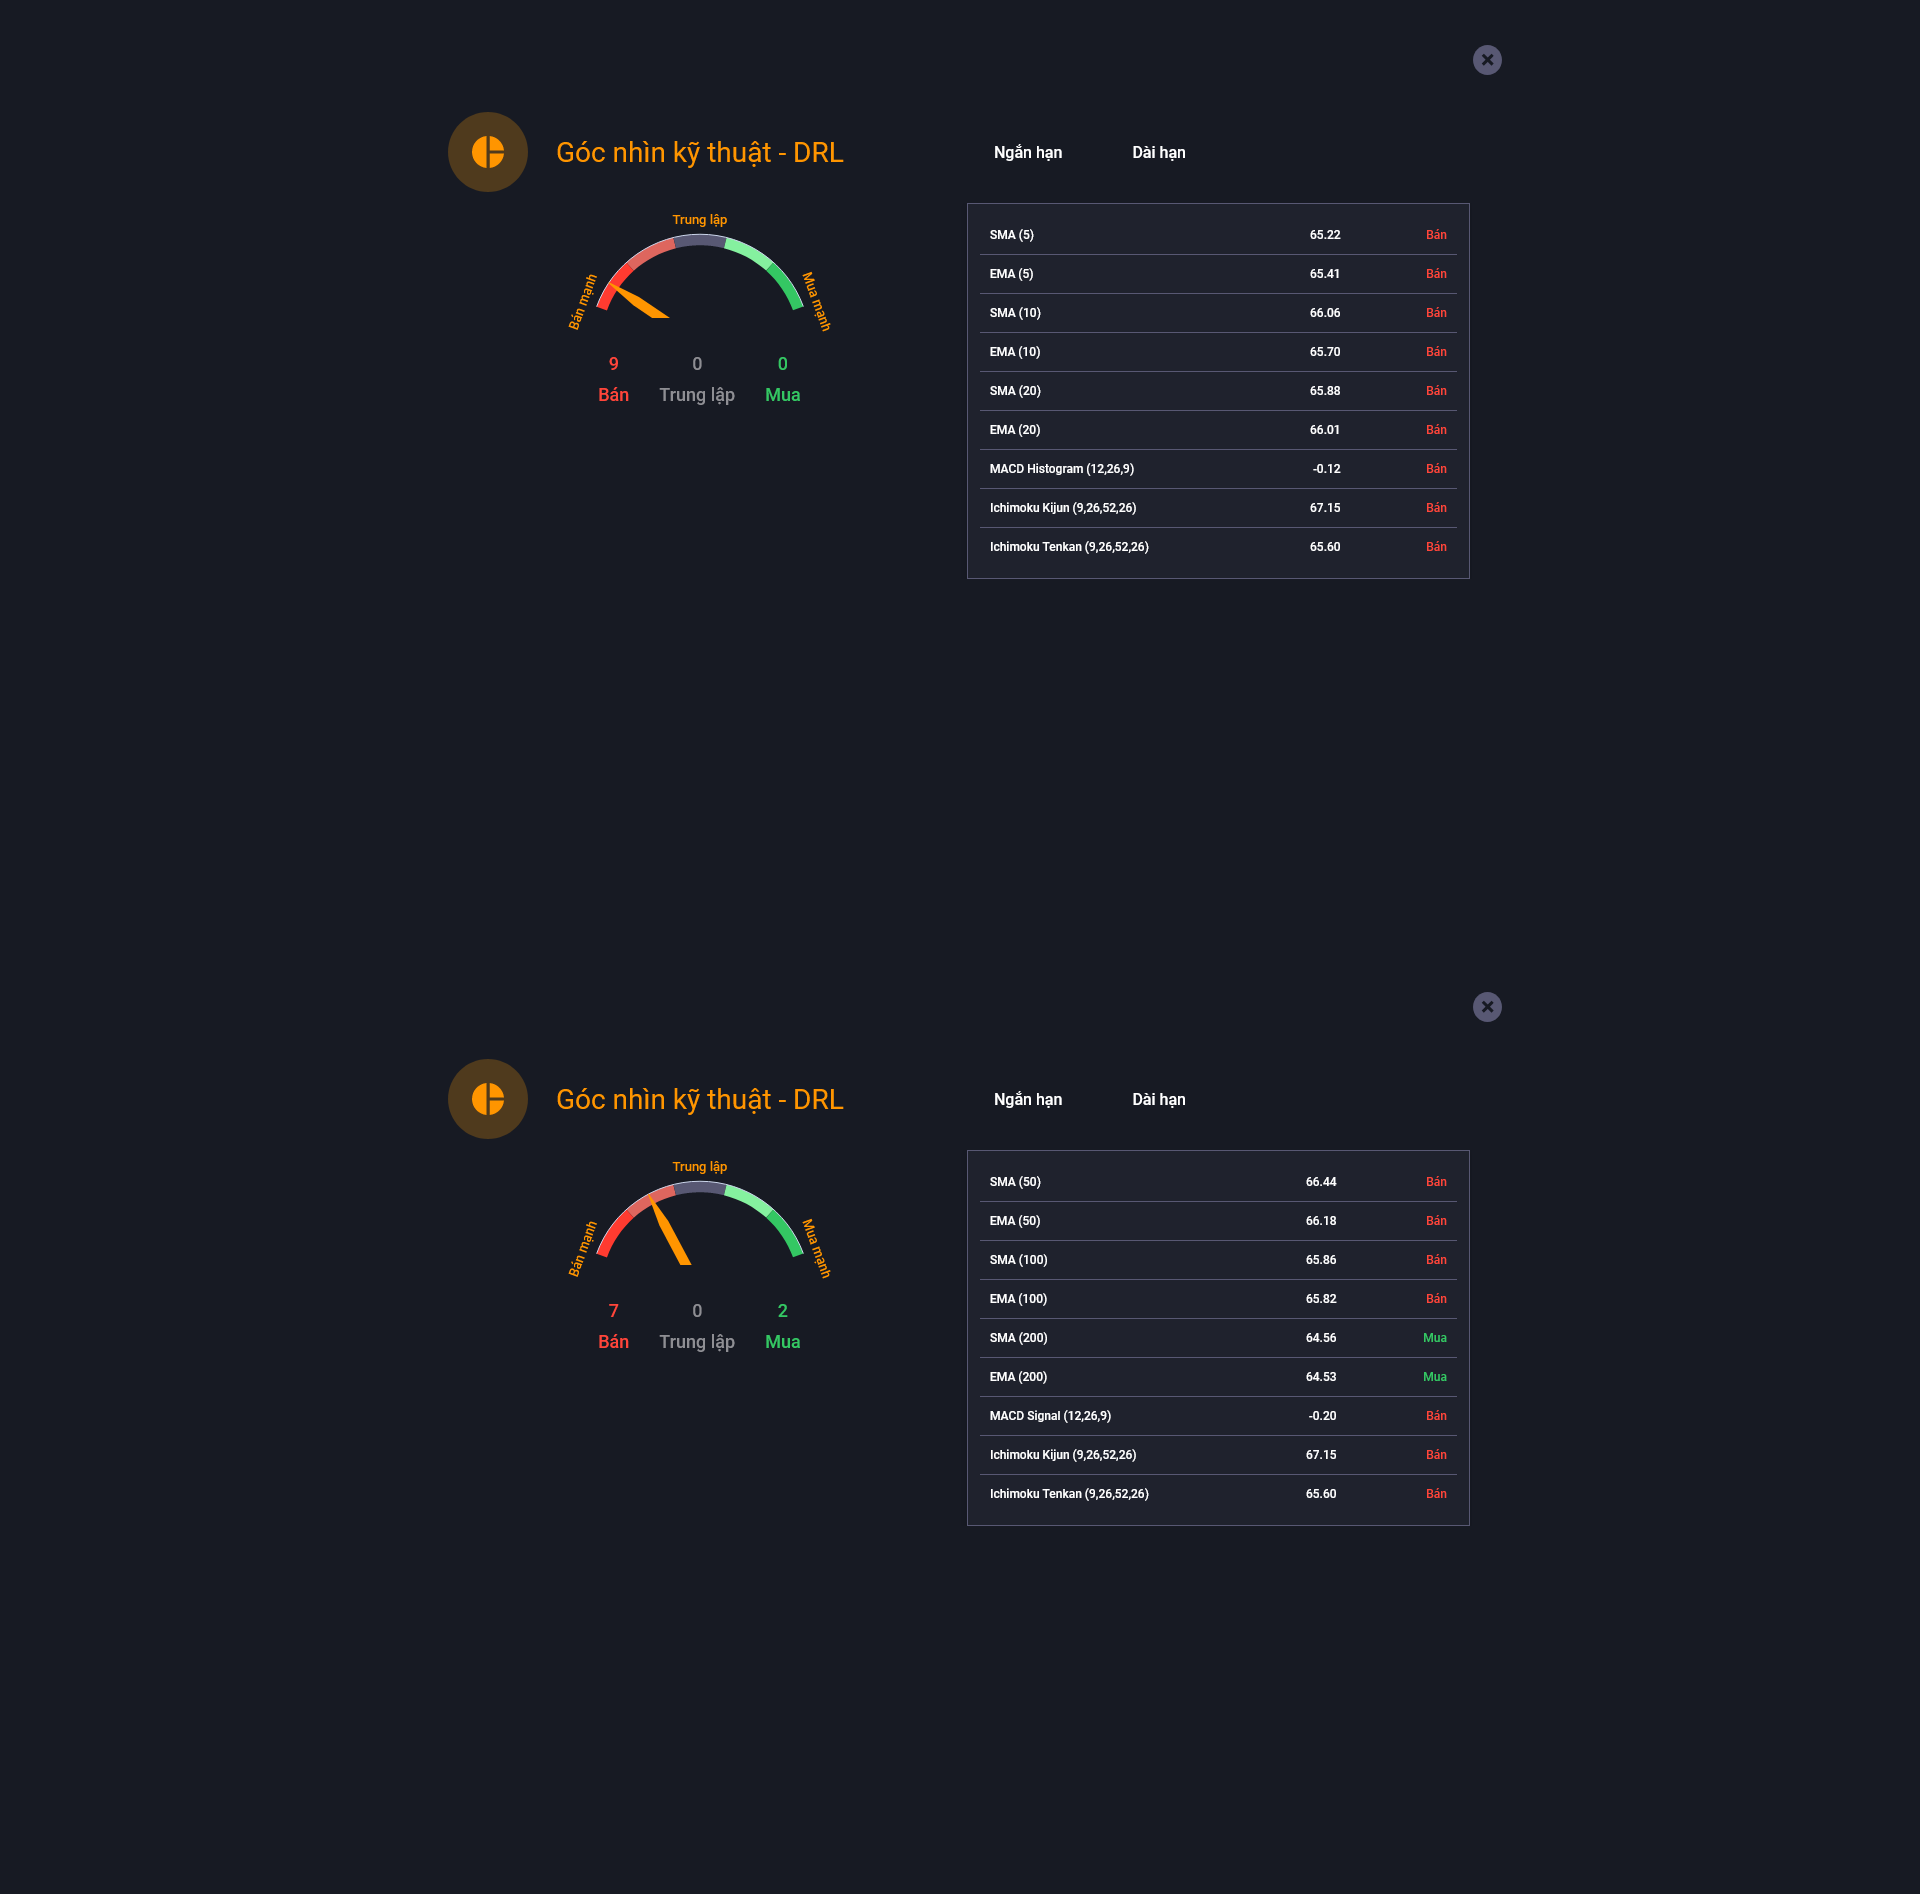 Góc nhìn kỹ thuật - DRL
Ngắn hạn Dài hạn
Trung lập
Bán mạnh
Mua mạnh
9 0 0
Bán Trung lập Mua
SMA (5) 65.22 Bán
EMA (5) 65.41 Bán
SMA (10) 66.06 Bán
EMA (10) 65.70 Bán
SMA (20) 65.88 Bán
EMA (20) 66.01 Bán
MACD Histogram (12,26,9) -0.12 Bán
Ichimoku Kijun (9,26,52,26) 67.15 Bán
Ichimoku Tenkan (9,26,52,26) 65.60 Bán
Góc nhìn kỹ thuật - DRL
Ngắn hạn Dài hạn
Trung lập
Bán mạnh
Mua mạnh
7 0 2
Bán Trung lập Mua
SMA (50) 66.44 Bán
EMA (50) 66.18 Bán
SMA (100) 65.86 Bán
EMA (100) 65.82 Bán
SMA (200) 64.56 Mua
EMA (200) 64.53 Mua
MACD Signal (12,26,9) -0.20 Bán
Ichimoku Kijun (9,26,52,26) 67.15 Bán
Ichimoku Tenkan (9,26,52,26) 65.60 Bán